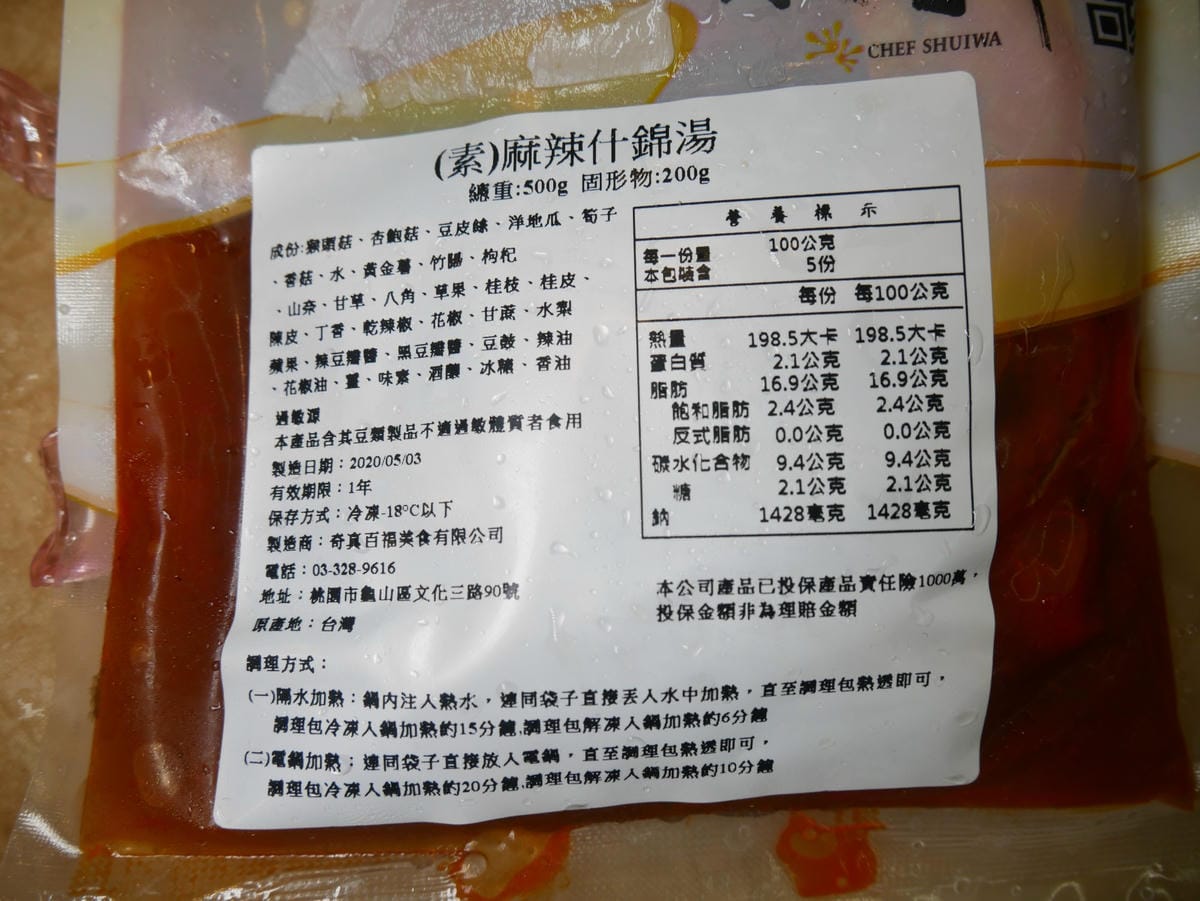 CHEF SHUIWA
(素)麻辣什錦湯
總重:500g 固形物:200g
成份:猴頭菇、杏鮑菇、豆皮絲、洋地瓜、筍子
、香菇、水、黃金薯、竹腸、枸杞
、山奈、甘草、八角、草果、桂枝、桂皮、
陳皮、丁香、乾辣椒、花椒、甘蔗、水梨
蘋果、辣豆瓣醬、黑豆瓣醬、豆豉、辣油
、花椒油、薑、味素、酒釀、冰糖、香油
過敏源
本產品含其豆類製品不適過敏體質者食用
製造日期：2020/05/03
有效期限：1年
保存方式：冷凍-18°C以下
製造商：奇真百福美食有限公司
電話：03-328-9616
地址：桃園市龜山區文化三路90號
原產地：台灣
營養標示
每一份量 100公克
本包裝含 5份
每份 每100公克
熱量 198.5大卡 198.5大卡
蛋白質 2.1公克 2.1公克
脂肪 16.9公克 16.9公克
飽和脂肪 2.4公克 2.4公克
反式脂肪 0.0公克 0.0公克
碳水化合物 9.4公克 9.4公克
糖 2.1公克 2.1公克
鈉 1428毫克 1428毫克
本公司產品已投保產品責任險1000萬，
投保金額非為理賠金額
調理方式：
(一)隔水加熱：鍋內注入熱水，連同袋子直接丟入水中加熱，直至調理包熱透即可，
調理包冷凍入鍋加熱約15分鐘,調理包解凍入鍋加熱約6分鐘
(二)電鍋加熱；連同袋子直接放入電鍋，直至調理包熱透即可，
調理包冷凍入鍋加熱約20分鐘,調理包解凍入鍋加熱約10分鐘